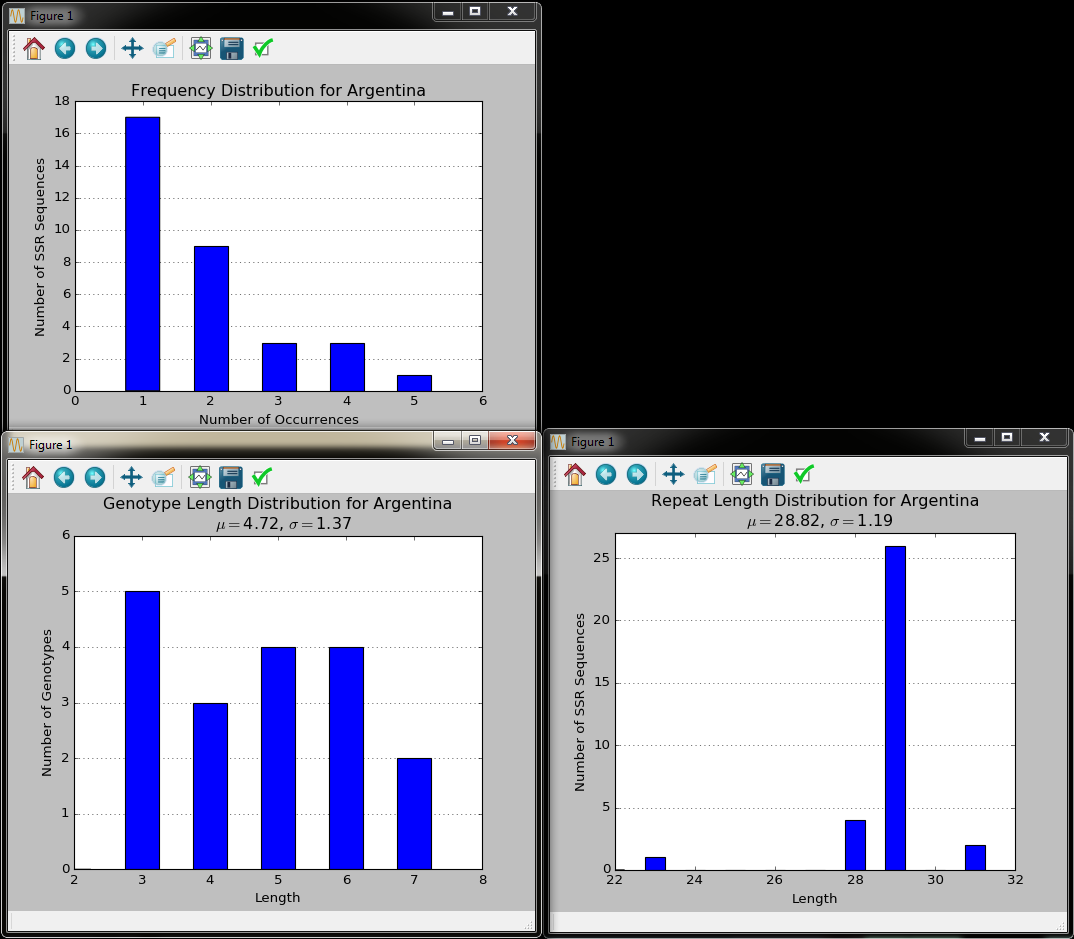 Figure 1
Frequency Distribution for Argentina
18
16
14
12
10
8
6
4
2
0
Number of SSR Sequences
0 1 2 3 4 5 6
Number of Occurrences
Figure 1
Genotype Length Distribution for Argentina
μ = 4.72, σ = 1.37
6
5
4
3
2
1
0
Number of Genotypes
2 3 4 5 6 7 8
Length
Figure 1
Repeat Length Distribution for Argentina
μ = 28.82, σ = 1.19
25
20
15
10
5
0
Number of SSR Sequences
22 24 26 28 30 32
Length